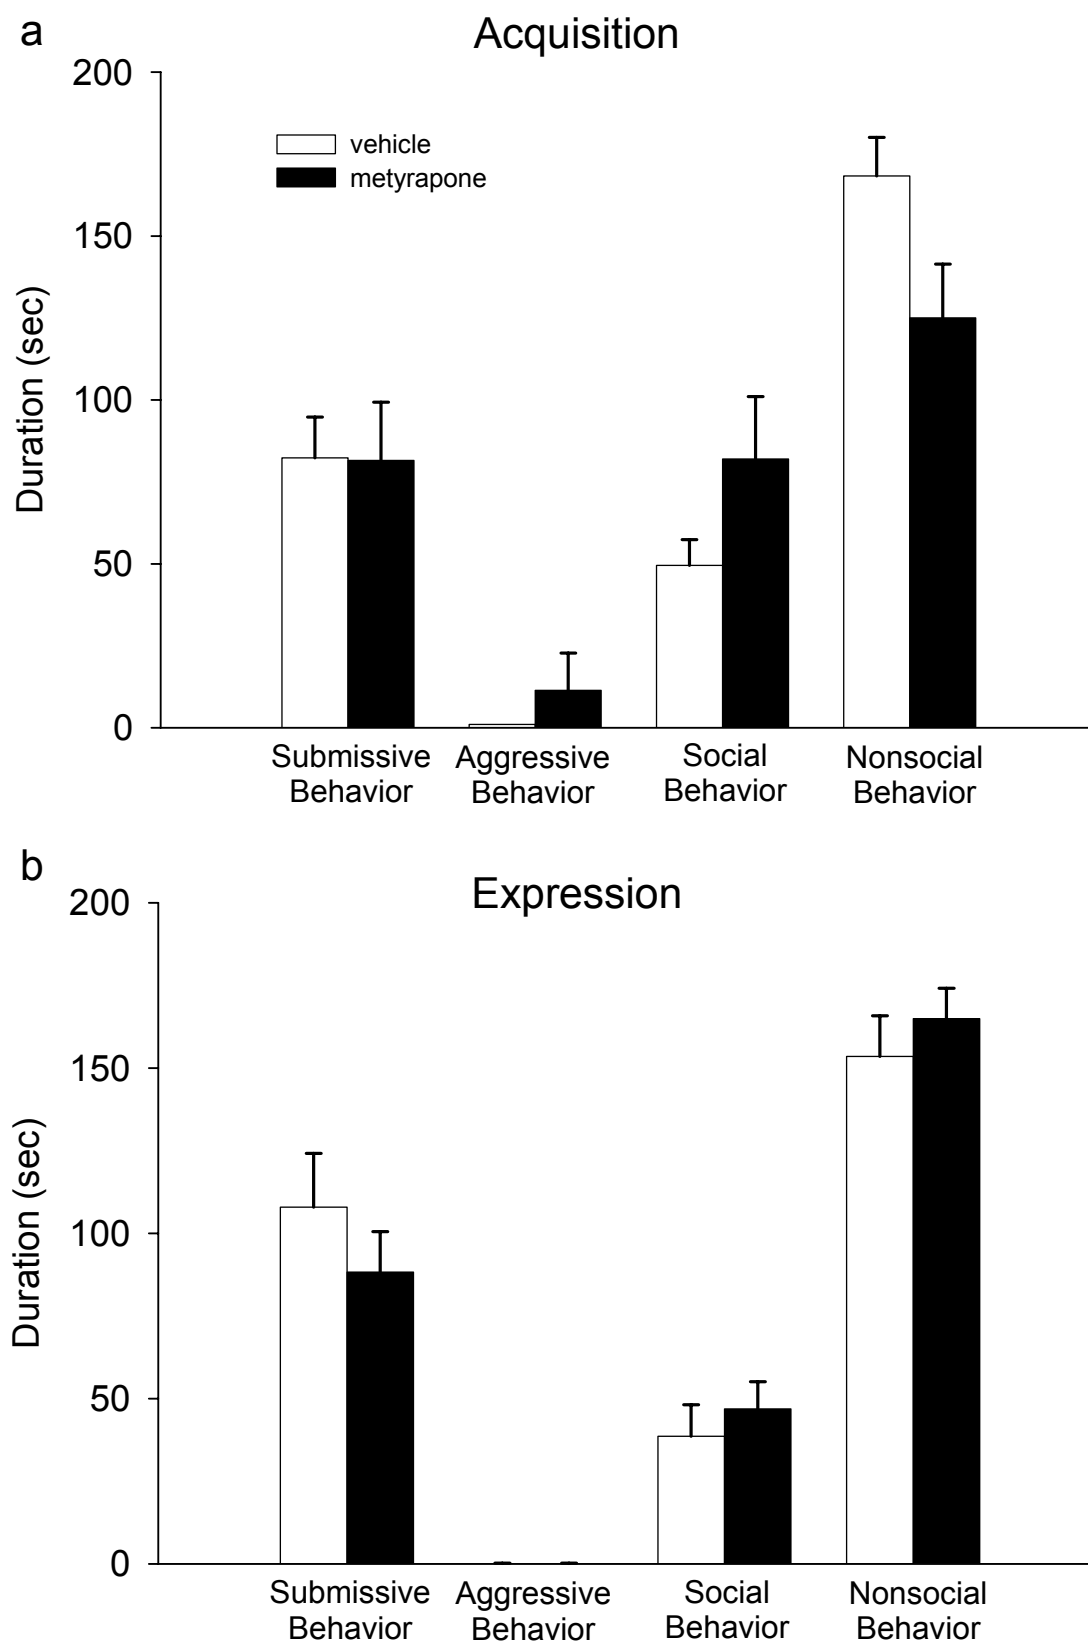 a
Acquisition
200
vehicle
metyrapone
150
Duration (sec)
100
50
0
Submissive Behavior
Aggressive Behavior
Social Behavior
Nonsocial Behavior
b
Expression
200
150
Duration (sec)
100
50
0
Submissive Behavior
Aggressive Behavior
Social Behavior
Nonsocial Behavior